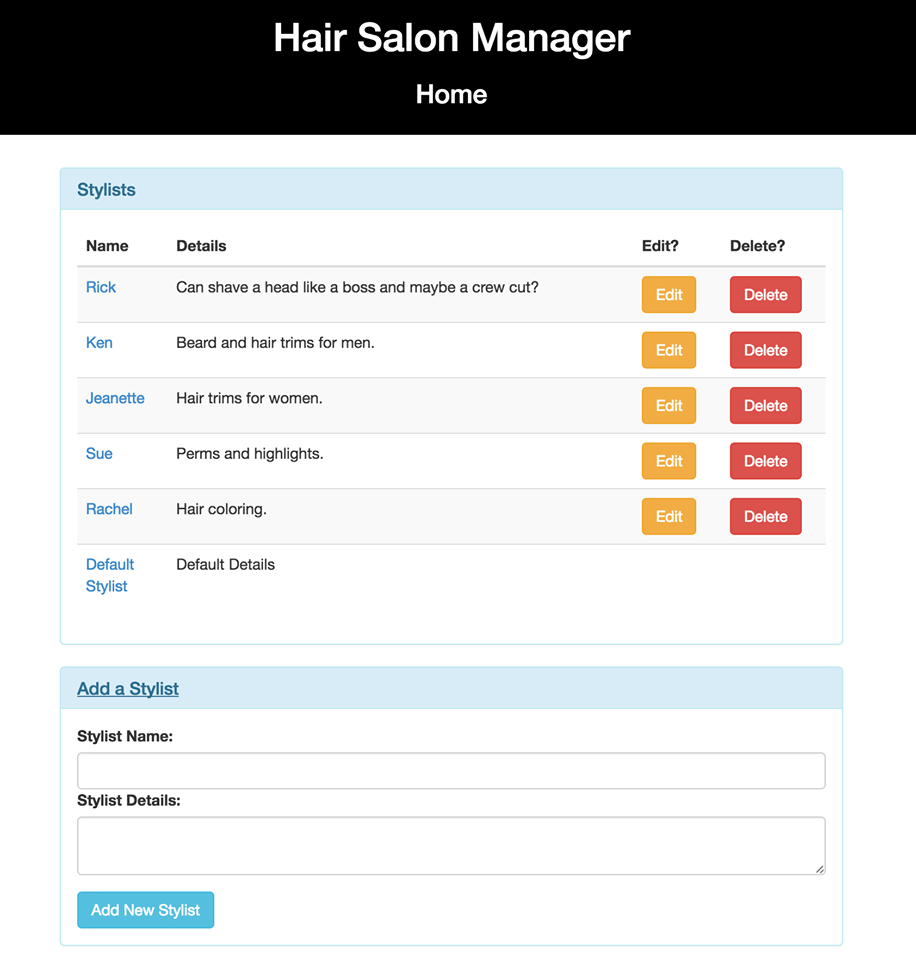 Hair Salon Manager
Home
Stylists
Name Details Edit? Delete?
Rick Can shave a head like a boss and maybe a crew cut? Edit Delete
Ken Beard and hair trims for men. Edit Delete
Jeanette Hair trims for women. Edit Delete
Sue Perms and highlights. Edit Delete
Rachel Hair coloring. Edit Delete
Default Default Details
Stylist
Add a Stylist
Stylist Name:
Stylist Details:
Add New Stylist